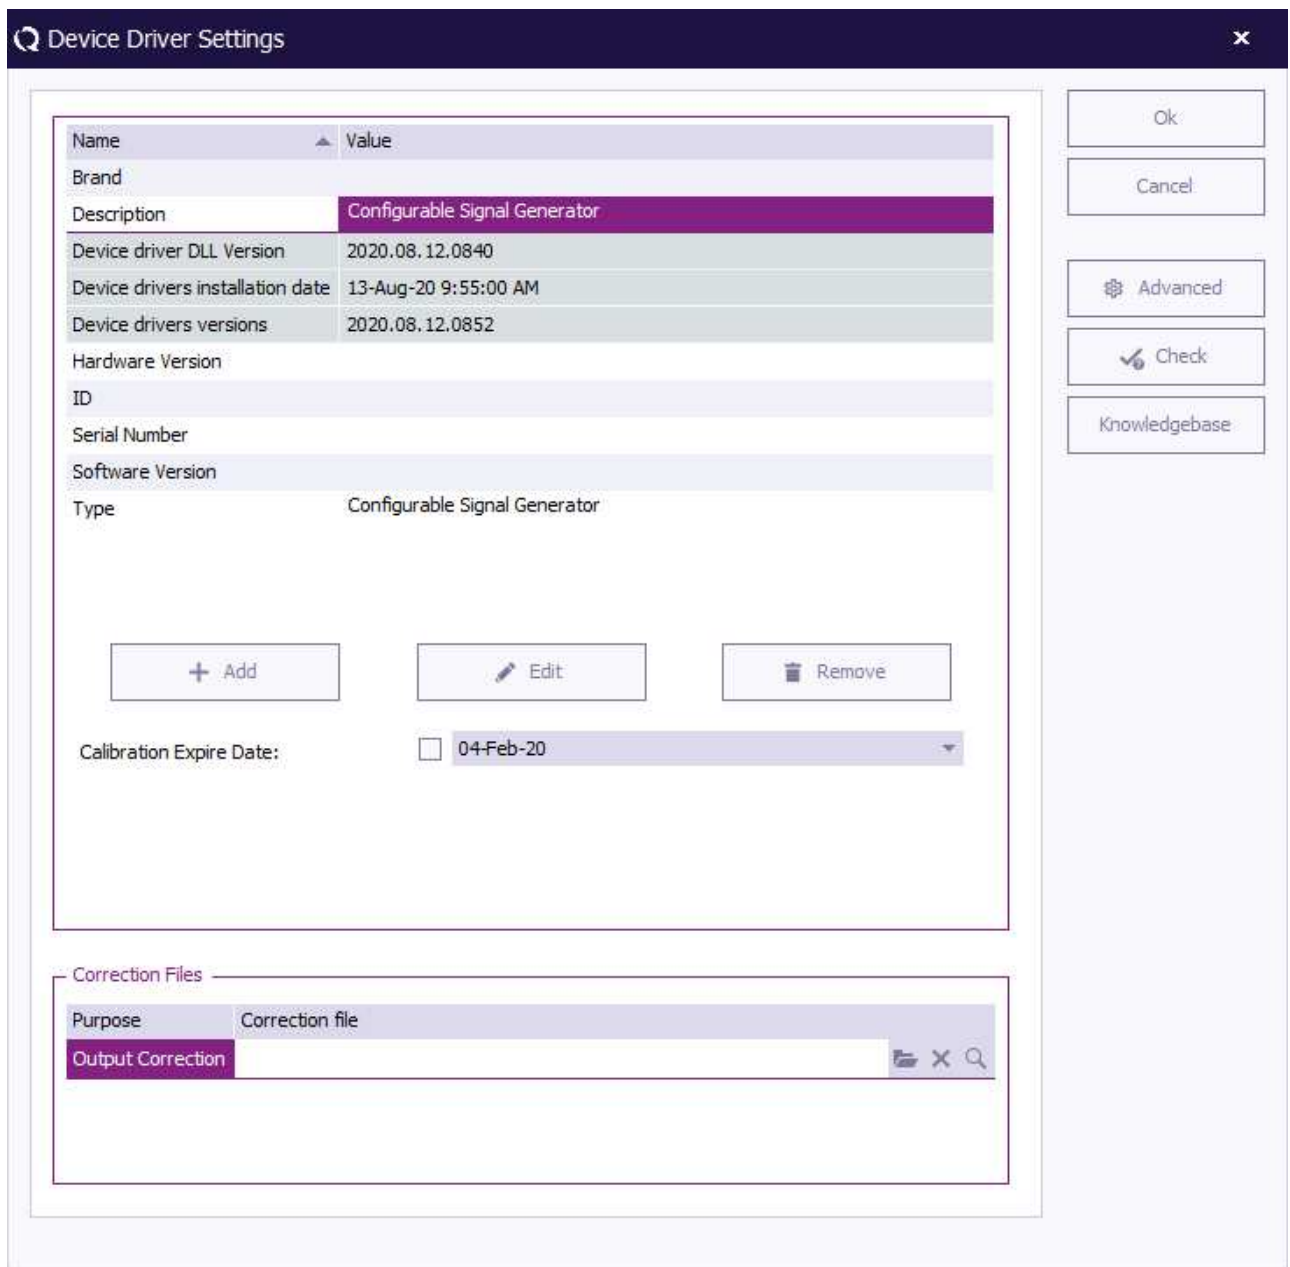 Device Driver Settings
Ok
Cancel
Advanced
Check
Knowledgebase
Name Value
Brand
Description Configurable Signal Generator
Device driver DLL Version 2020.08.12.0840
Device drivers installation date 13-Aug-20 9:55:00 AM
Device drivers versions 2020.08.12.0852
Hardware Version
ID
Serial Number
Software Version
Type Configurable Signal Generator
Add Edit Remove
Calibration Expire Date: 04-Feb-20
Correction Files
Purpose Correction file
Output Correction